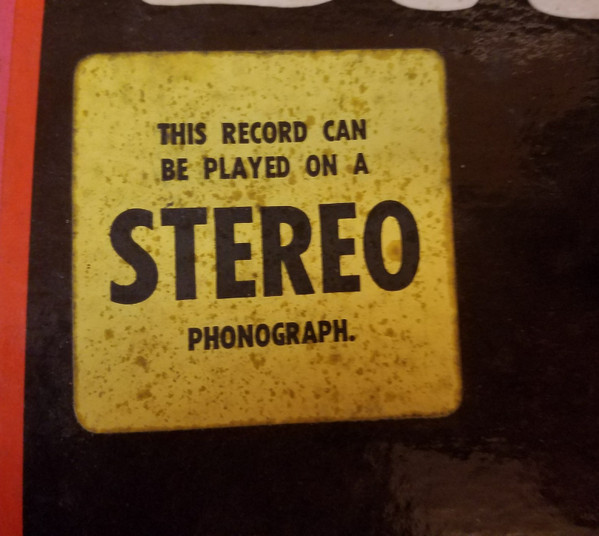 THIS RECORD CAN
BE PLAYED ON A
STEREO
PHONOGRAPH.